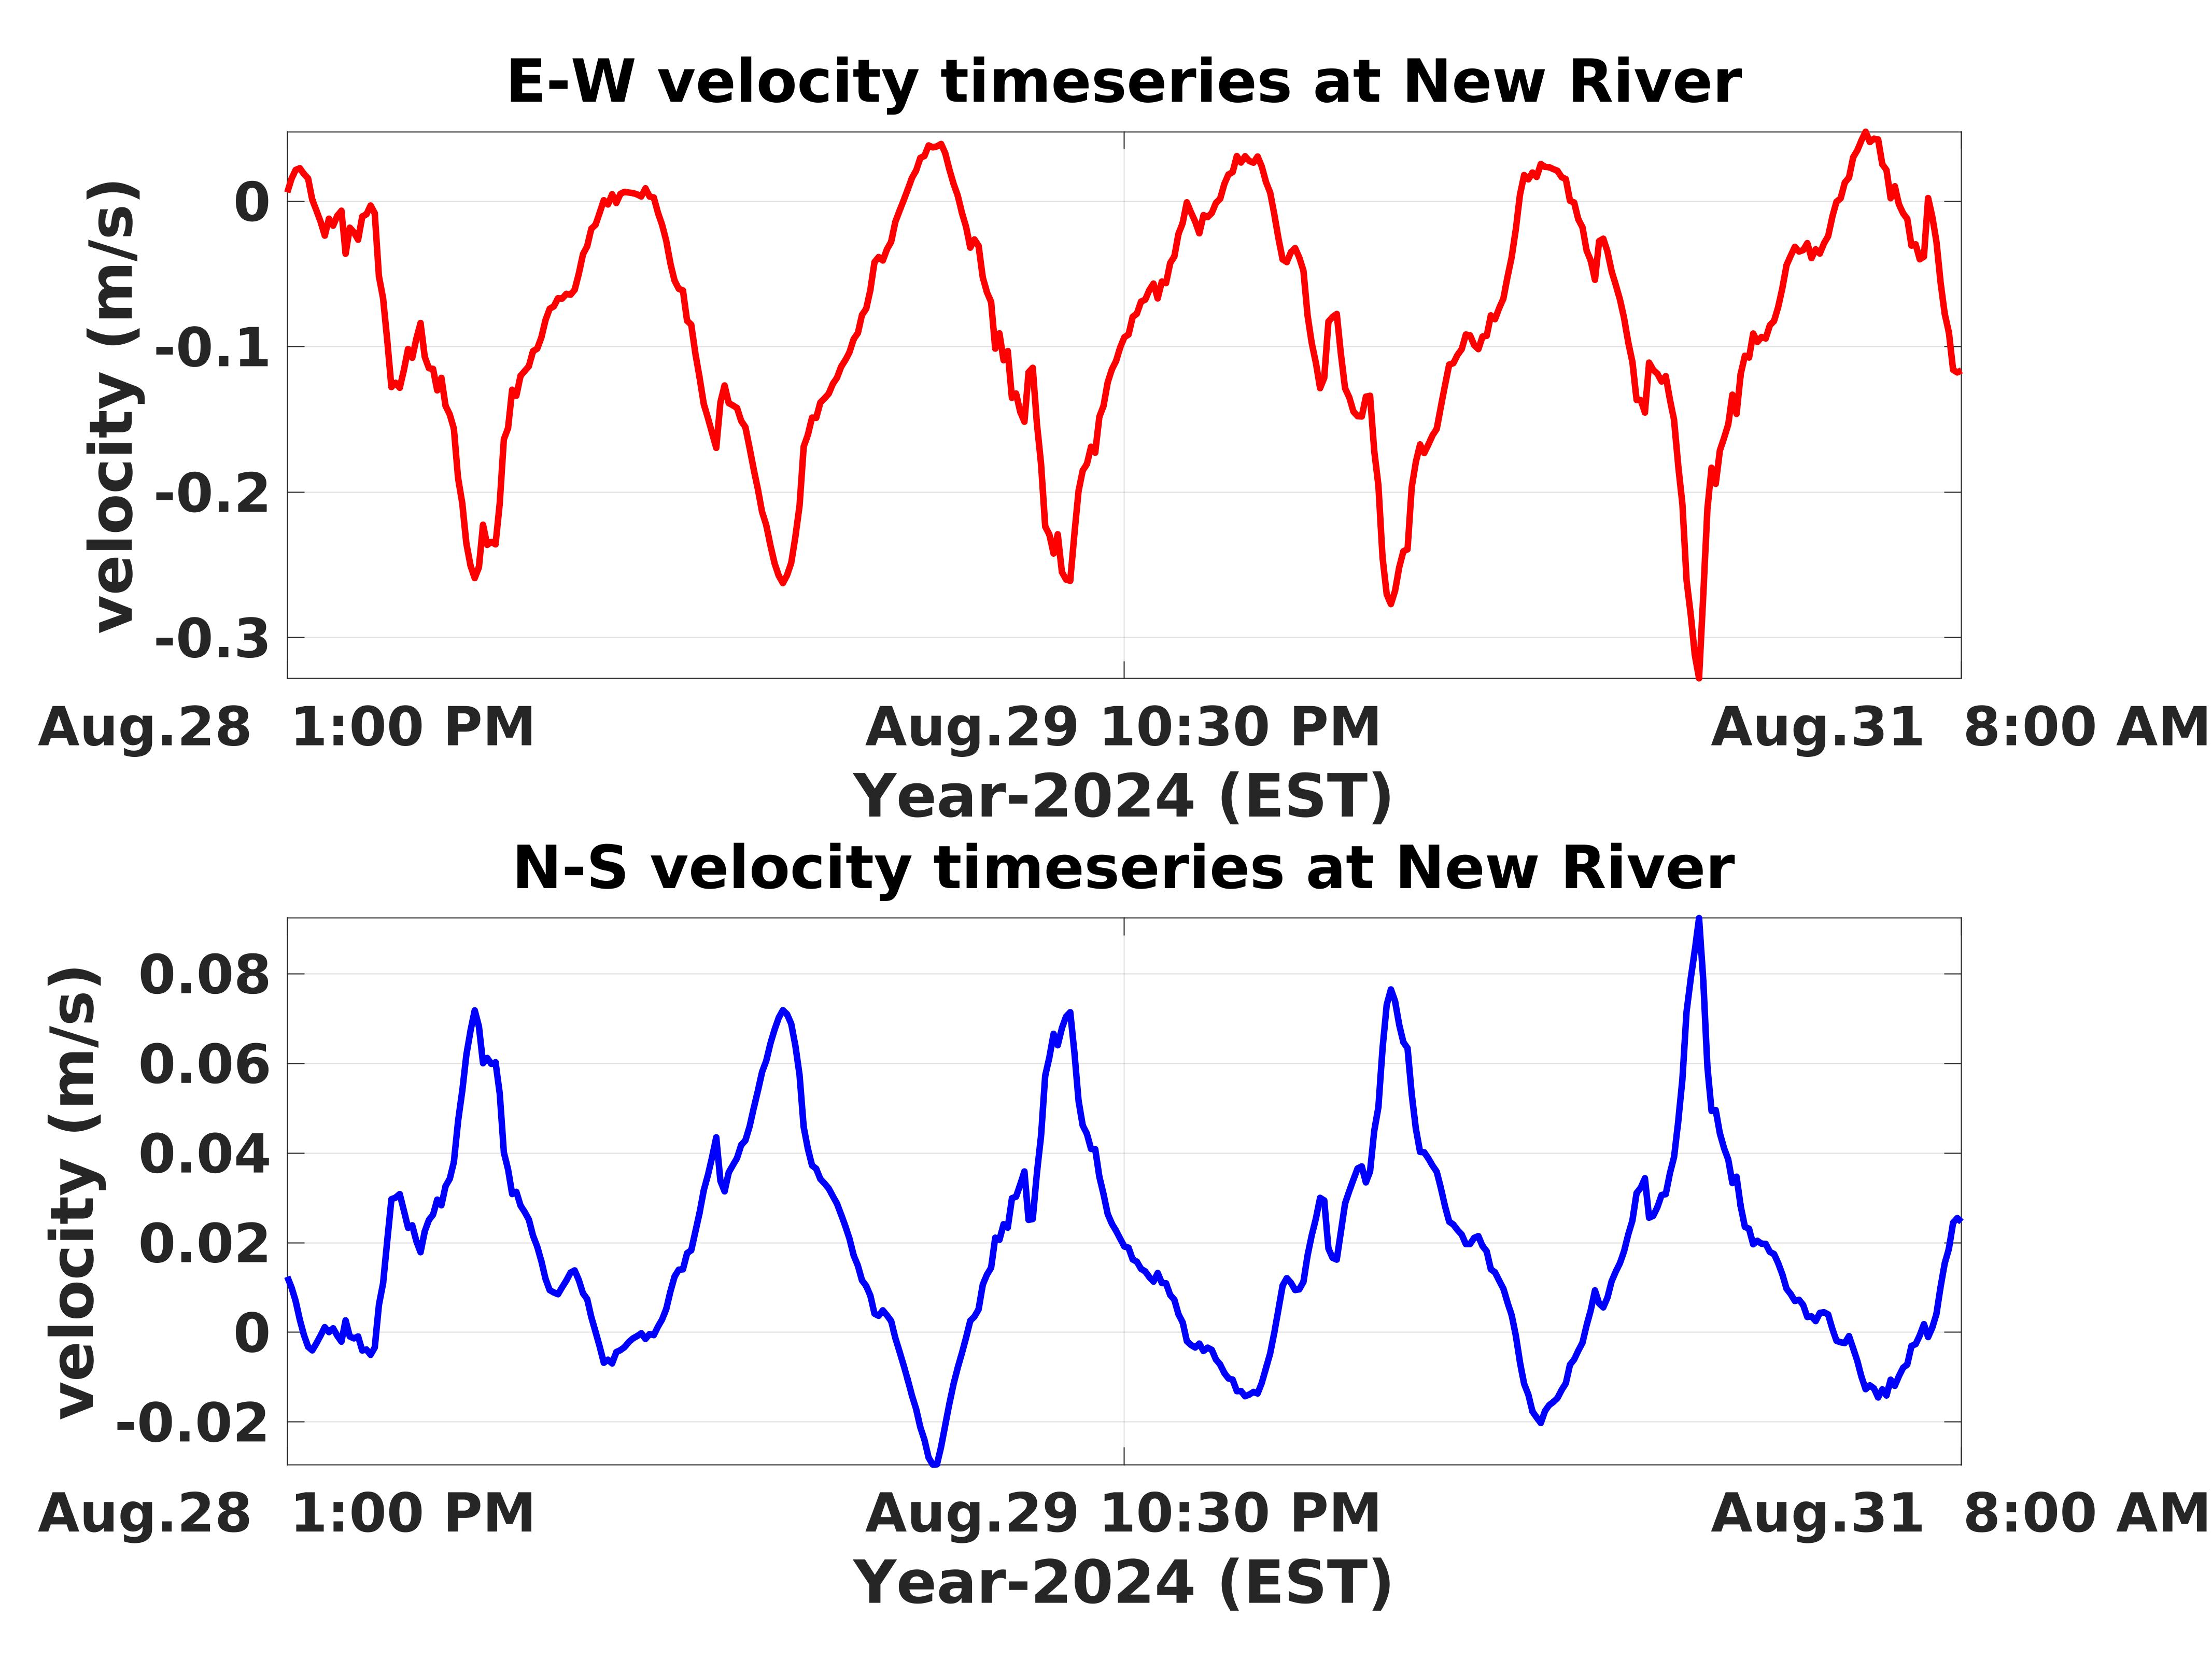 E-W velocity timeseries at New River
velocity (m/s)
0
-0.1
-0.2
-0.3
Aug.28 1:00 PM
Aug.29 10:30 PM
Aug.31 8:00 AM
Year-2024 (EST)
N-S velocity timeseries at New River
velocity (m/s)
0.08
0.06
0.04
0.02
0
-0.02
Aug.28 1:00 PM
Aug.29 10:30 PM
Aug.31 8:00 AM
Year-2024 (EST)